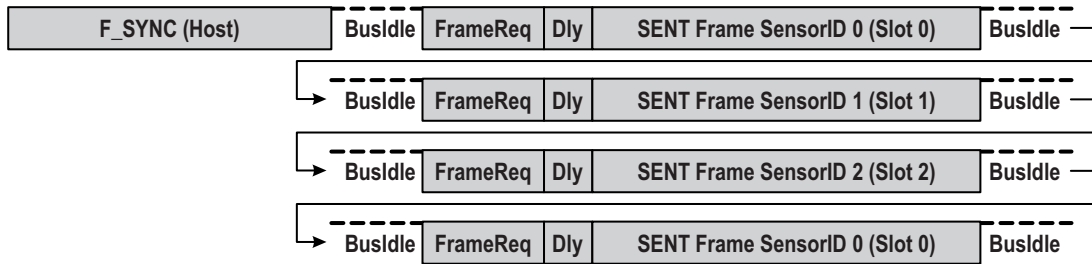 F_SYNC (Host) BusIdle FrameReq Dly SENT Frame SensorID 0 (Slot 0) BusIdle
BusIdle FrameReq Dly SENT Frame SensorID 1 (Slot 1) BusIdle
BusIdle FrameReq Dly SENT Frame SensorID 2 (Slot 2) BusIdle
BusIdle FrameReq Dly SENT Frame SensorID 0 (Slot 0) BusIdle